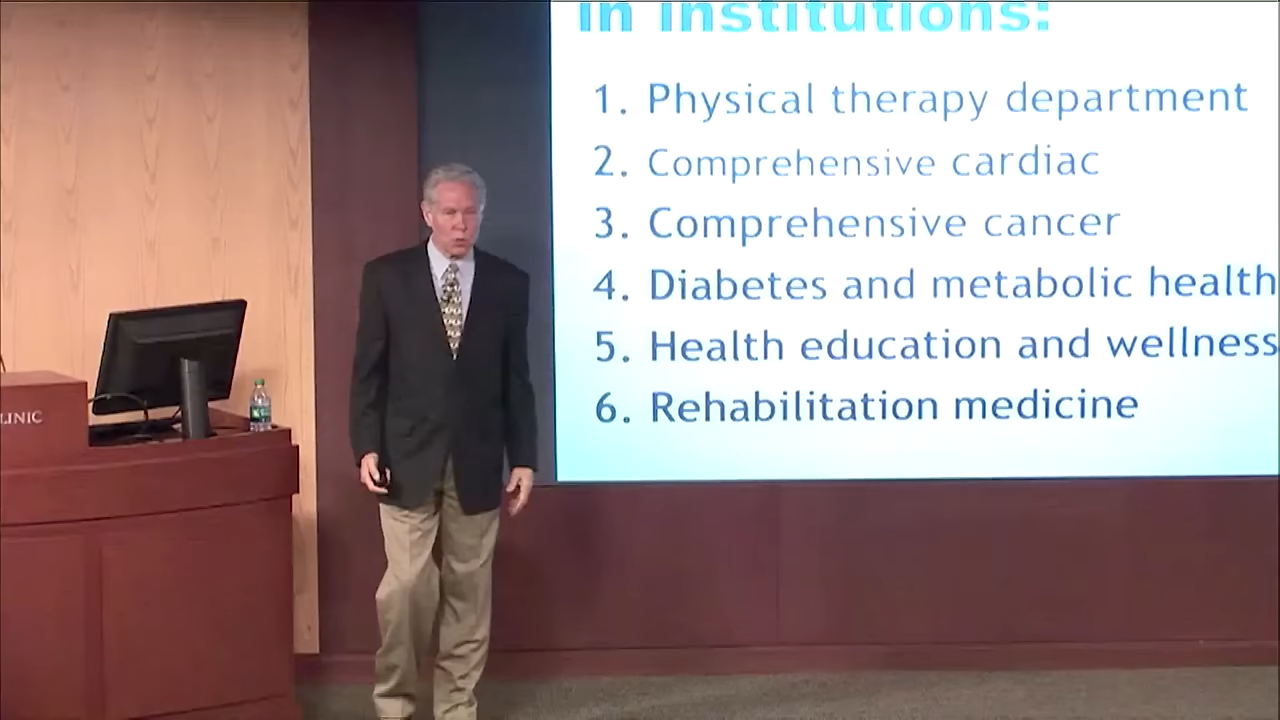 in institutions:
1. Physical therapy department
2. Comprehensive cardiac
3. Comprehensive cancer
4. Diabetes and metabolic health
5. Health education and wellness
6. Rehabilitation medicine
LINIC